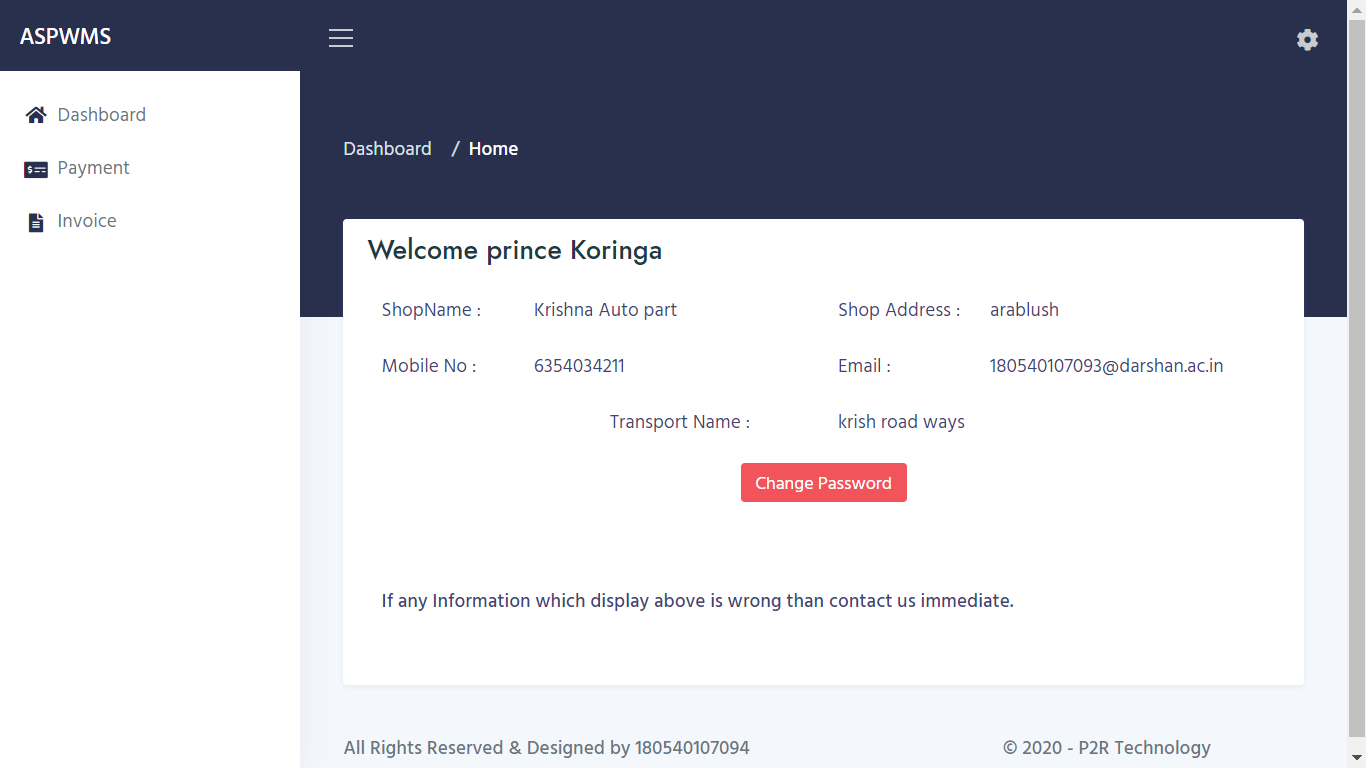 ASPWMS
Dashboard
Payment
Invoice
Dashboard / Home
Welcome prince Koringa
ShopName : Krishna Auto part Shop Address : arablush
Mobile No : 6354034211 Email : 180540107093@darshan.ac.in
Transport Name : krish road ways
Change Password
If any Information which display above is wrong than contact us immediate.
All Rights Reserved & Designed by 180540107094 © 2020 - P2R Technology